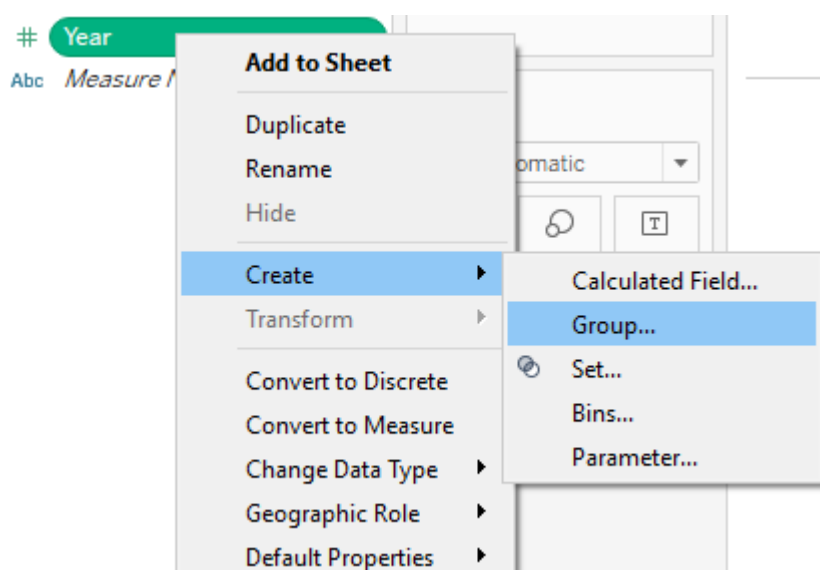 Year
Abc Measure N
Add to Sheet
Duplicate
Rename
Hide
Create
Transform
Convert to Discrete
Convert to Measure
Change Data Type
Geographic Role
Default Properties
omatic
T
Calculated Field...
Group...
Set...
Bins...
Parameter...